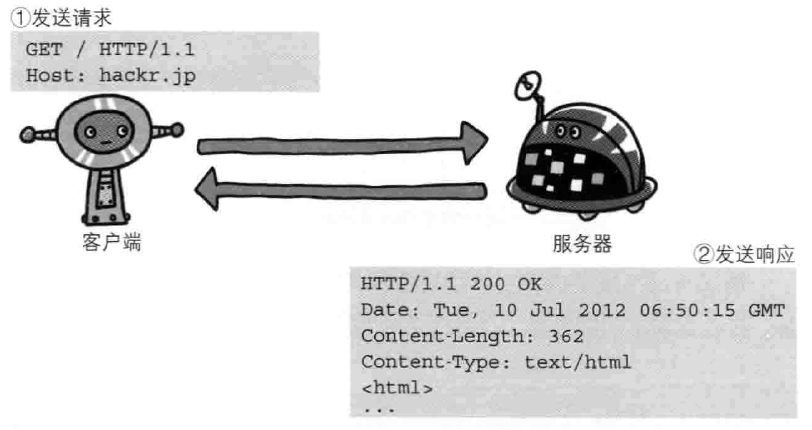 ①发送请求
GET / HTTP/1.1
Host: hackr.jp
客户端
服务器
②发送响应
HTTP/1.1 200 OK
Date: Tue, 10 Jul 2012 06:50:15 GMT
Content-Length: 362
Content-Type: text/html
<html>
...